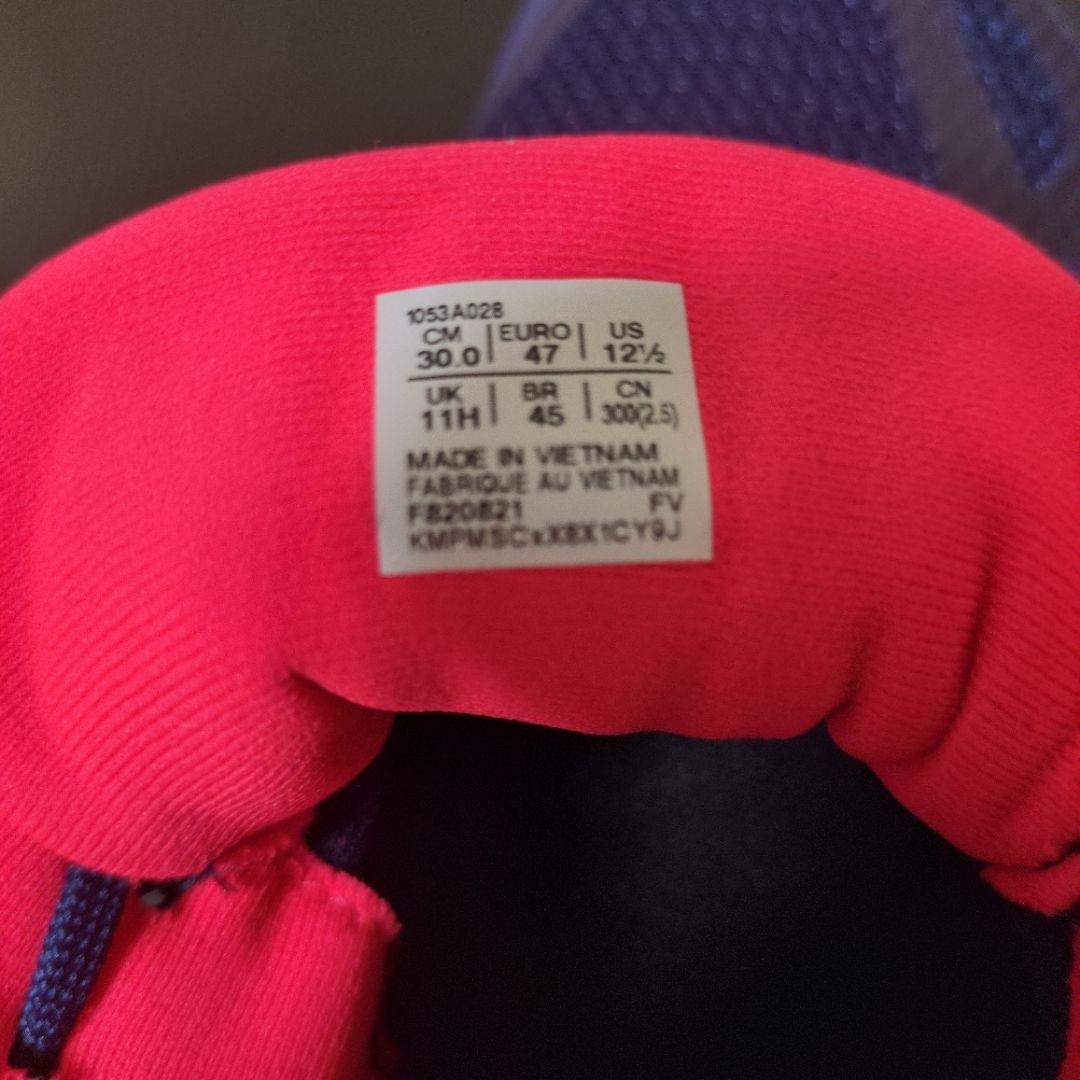 1053A028
CM | EURO | US
30.0 | 47 | 12½
UK | BR | CN
11H | 45 | 300(2.5)
MADE IN VIETNAM
FABRIQUE AU VIETNAM
F820821 FV
KMPMSCxX8X1CY9J